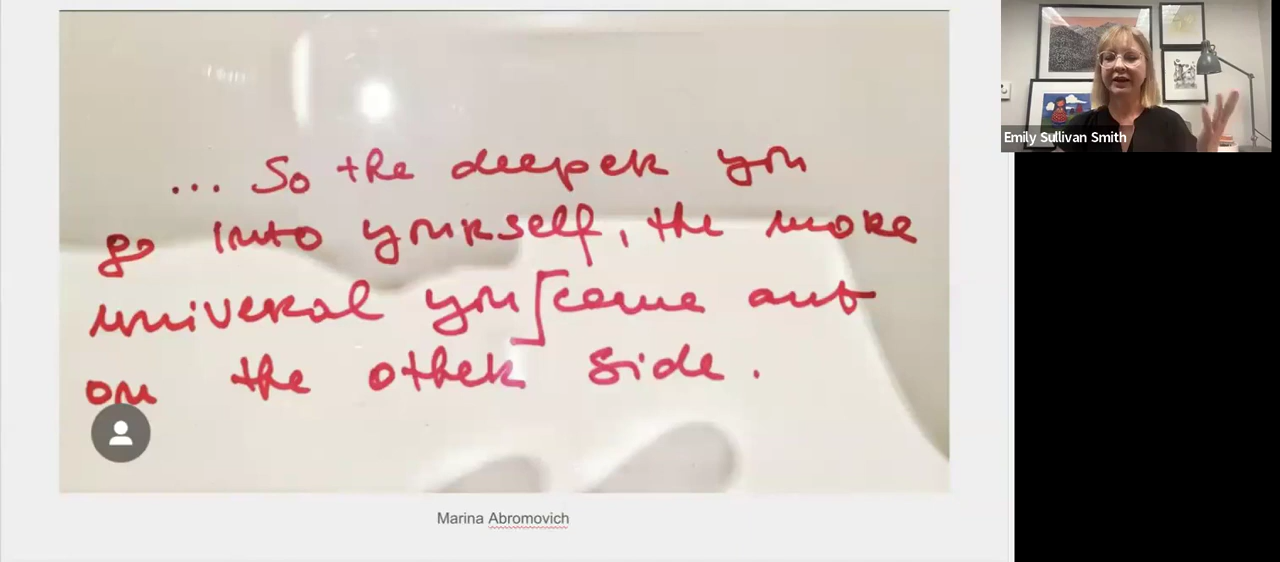 ... So the deeper you
go into yourself, the more
univeral you come out
on the other side.
Marina Abromovich
Emily Sullivan Smith